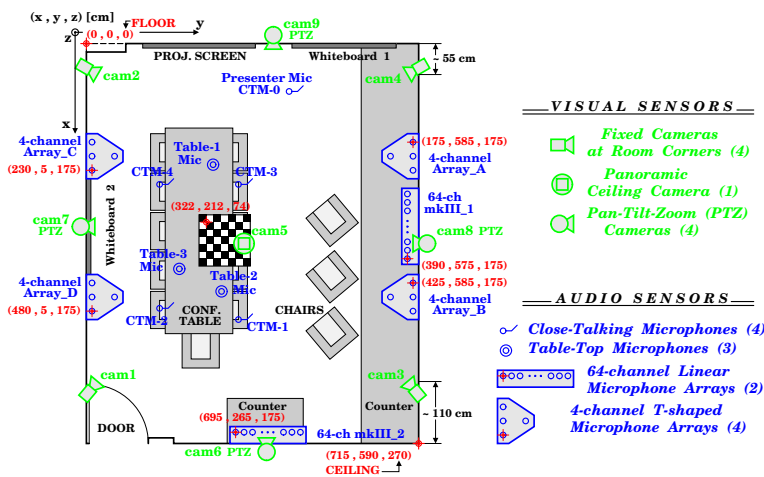 (x , y , z) [cm]
FLOOR
y
z
(0, 0, 0)
cam9
PTZ
PROJ. SCREEN
Whiteboard 1
cam2
Presenter Mic
CTM-0
cam4
~ 55 cm
x
4-channel
Array_C
(230, 5, 175)
Table-1
Mic
CTM-4
CTM-3
(175 , 585, 175)
4-channel
Array_A
64-ch
mkIII_1
(322, 212, 74)
Whiteboard 2
cam7
PTZ
cam5
cam8 PTZ
Table-3
Mic
Table-2
Mic
(390, 575, 175)
(425, 585, 175)
4-channel
Array_D
(480, 5, 175)
4-channel
Array_B
CTM-2
CONF.
TABLE
CTM-1
CHAIRS
cam1
cam3
DOOR
Counter
(695, 265, 175)
Counter
~ 110 cm
64-ch mkIII_2
cam6 PTZ
(715 , 590, 270)
CEILING
VISUAL SENSORS
Fixed Cameras
at Room Corners (4)
Panoramic
Ceiling Camera (1)
Pan-Tilt-Zoom (PTZ)
Cameras (4)
AUDIO SENSORS
Close-Talking Microphones (4)
Table-Top Microphones (3)
64-channel Linear
Microphone Arrays (2)
4-channel T-shaped
Microphone Arrays (4)